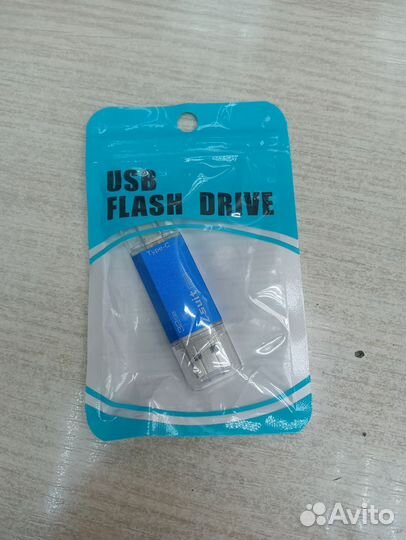 USB
FLASH DRIVE
Type-C
Avito